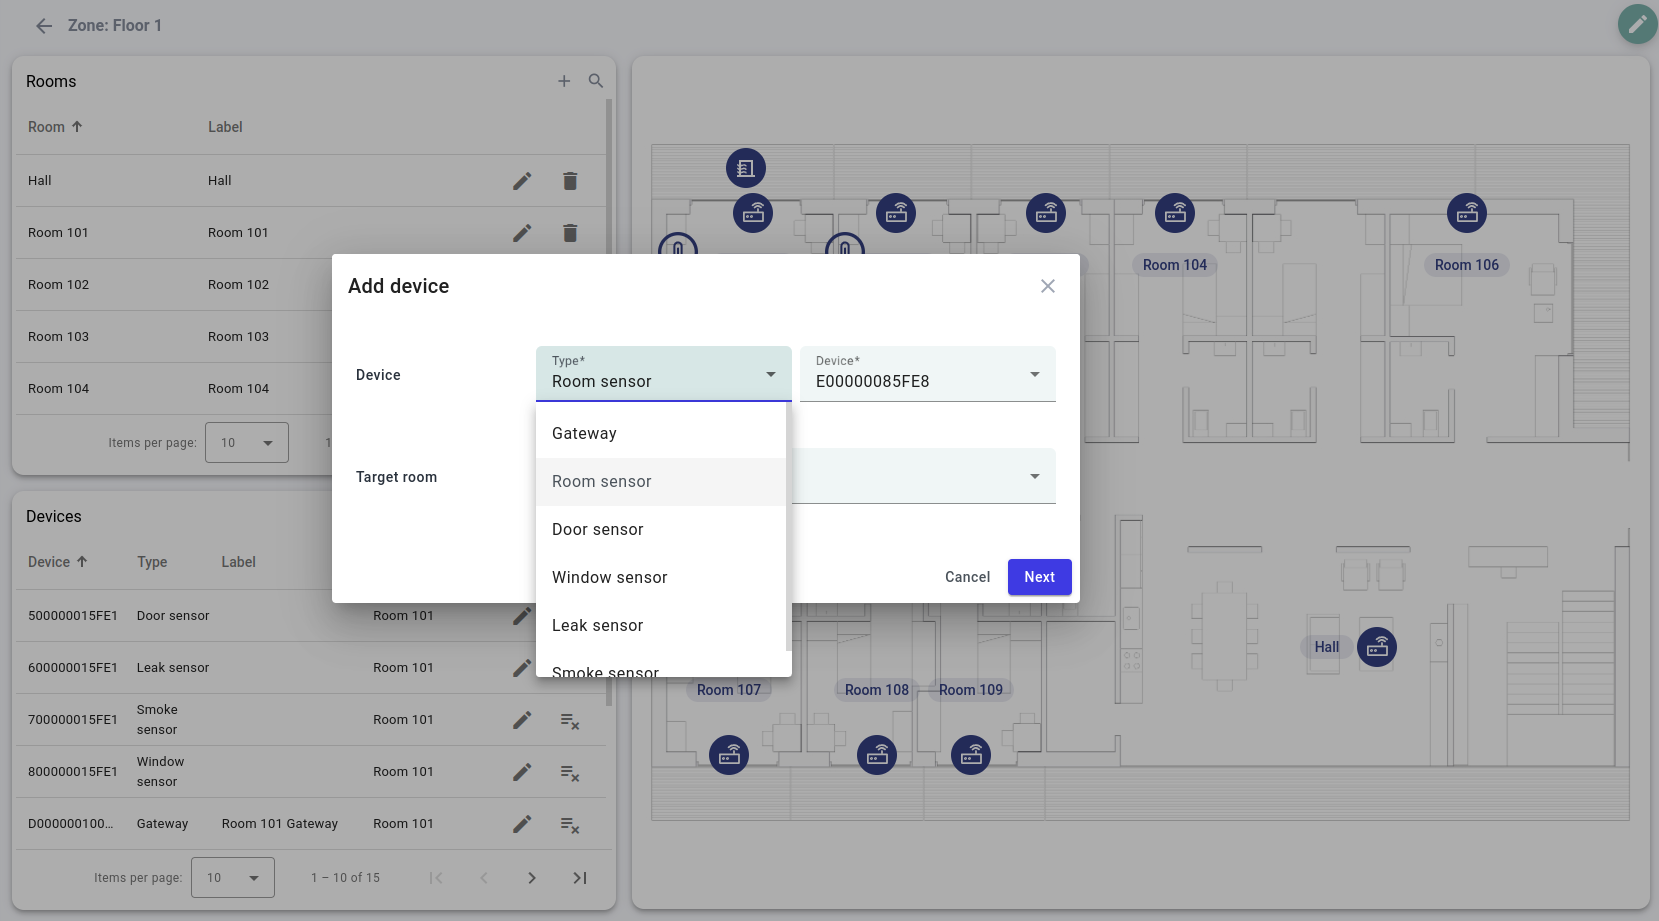 Zone: Floor 1
Rooms
Room Label
Hall Hall
Room 101 Room 101
Room 102 Room 102
Room 103 Room 103
Room 104 Room 104
Items per page: 10 1
Devices
Device Type Label
500000015FE1 Door sensor Room 101
600000015FE1 Leak sensor Room 101
700000015FE1 Smoke sensor Room 101
800000015FE1 Window sensor Room 101
D000000100... Gateway Room 101 Gateway Room 101
Items per page: 10 1 – 10 of 15
Add device
Device
Type*
Room sensor
Device*
E00000085FE8
Target room
Gateway
Room sensor
Door sensor
Window sensor
Leak sensor
Smoke sensor
Cancel Next
Room 104
Room 106
Hall
Room 107
Room 108
Room 109